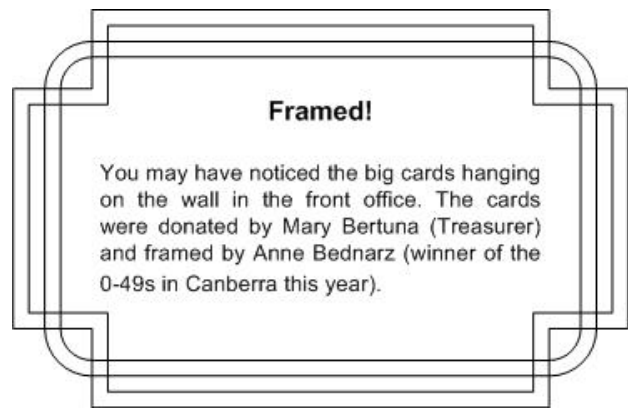 Framed!
You may have noticed the big cards hanging
on the wall in the front office. The cards
were donated by Mary Bertuna (Treasurer)
and framed by Anne Bednarz (winner of the
0-49s in Canberra this year).